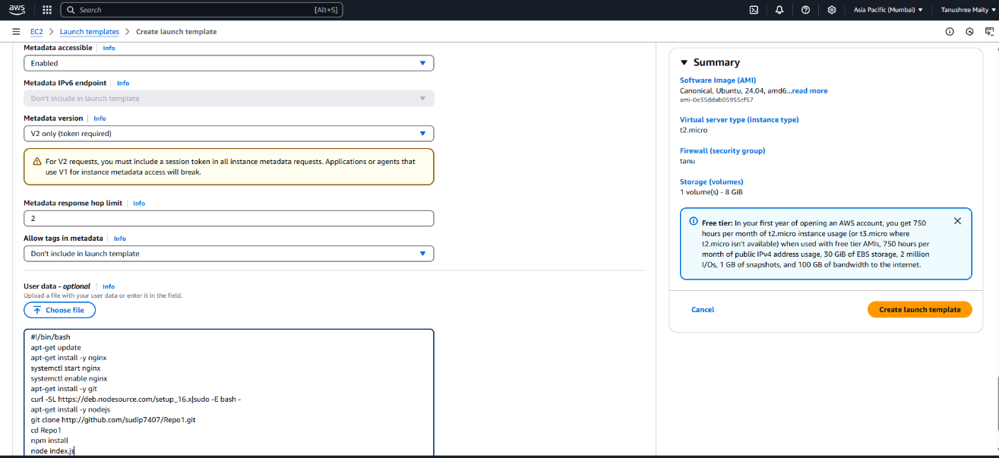 aws
Search
[Alt+S]
Asia Pacific (Mumbai)
Tanushree Maity
EC2 > Launch templates > Create launch template
Metadata accessible | Info
Enabled
Metadata IPv6 endpoint | Info
Don't include in launch template
Metadata version | Info
V2 only (token required)
For V2 requests, you must include a session token in all instance metadata requests. Applications or agents that
use V1 for instance metadata access will break.
Metadata response hop limit | Info
2
Allow tags in metadata | Info
Don't include in launch template
User data - optional | Info
Upload a file with your user data or enter it in the field.
Choose file
#!/bin/bash
apt-get update
apt-get install -y nginx
systemctl start nginx
systemctl enable nginx
apt-get install -y git
curl -SL https://deb.nodesource.com/setup_16.x|sudo -E bash -
apt-get install -y nodejs
git clone http://github.com/sudip7407/Repo1.git
cd Repo1
npm install
node index.js
Summary
Software Image (AMI)
Canonical, Ubuntu, 24.04, amd6...read more
ami-0e35ddab05955cf57
Virtual server type (instance type)
t2.micro
Firewall (security group)
tanu
Storage (volumes)
1 volume(s) - 8 GiB
Free tier: In your first year of opening an AWS account, you get 750
hours per month of t2.micro instance usage (or t3.micro where
t2.micro isn't available) when used with free tier AMIs, 750 hours per
month of public IPv4 address usage, 30 GiB of EBS storage, 2 million
I/Os, 1 GB of snapshots, and 100 GB of bandwidth to the internet.
Cancel
Create launch template